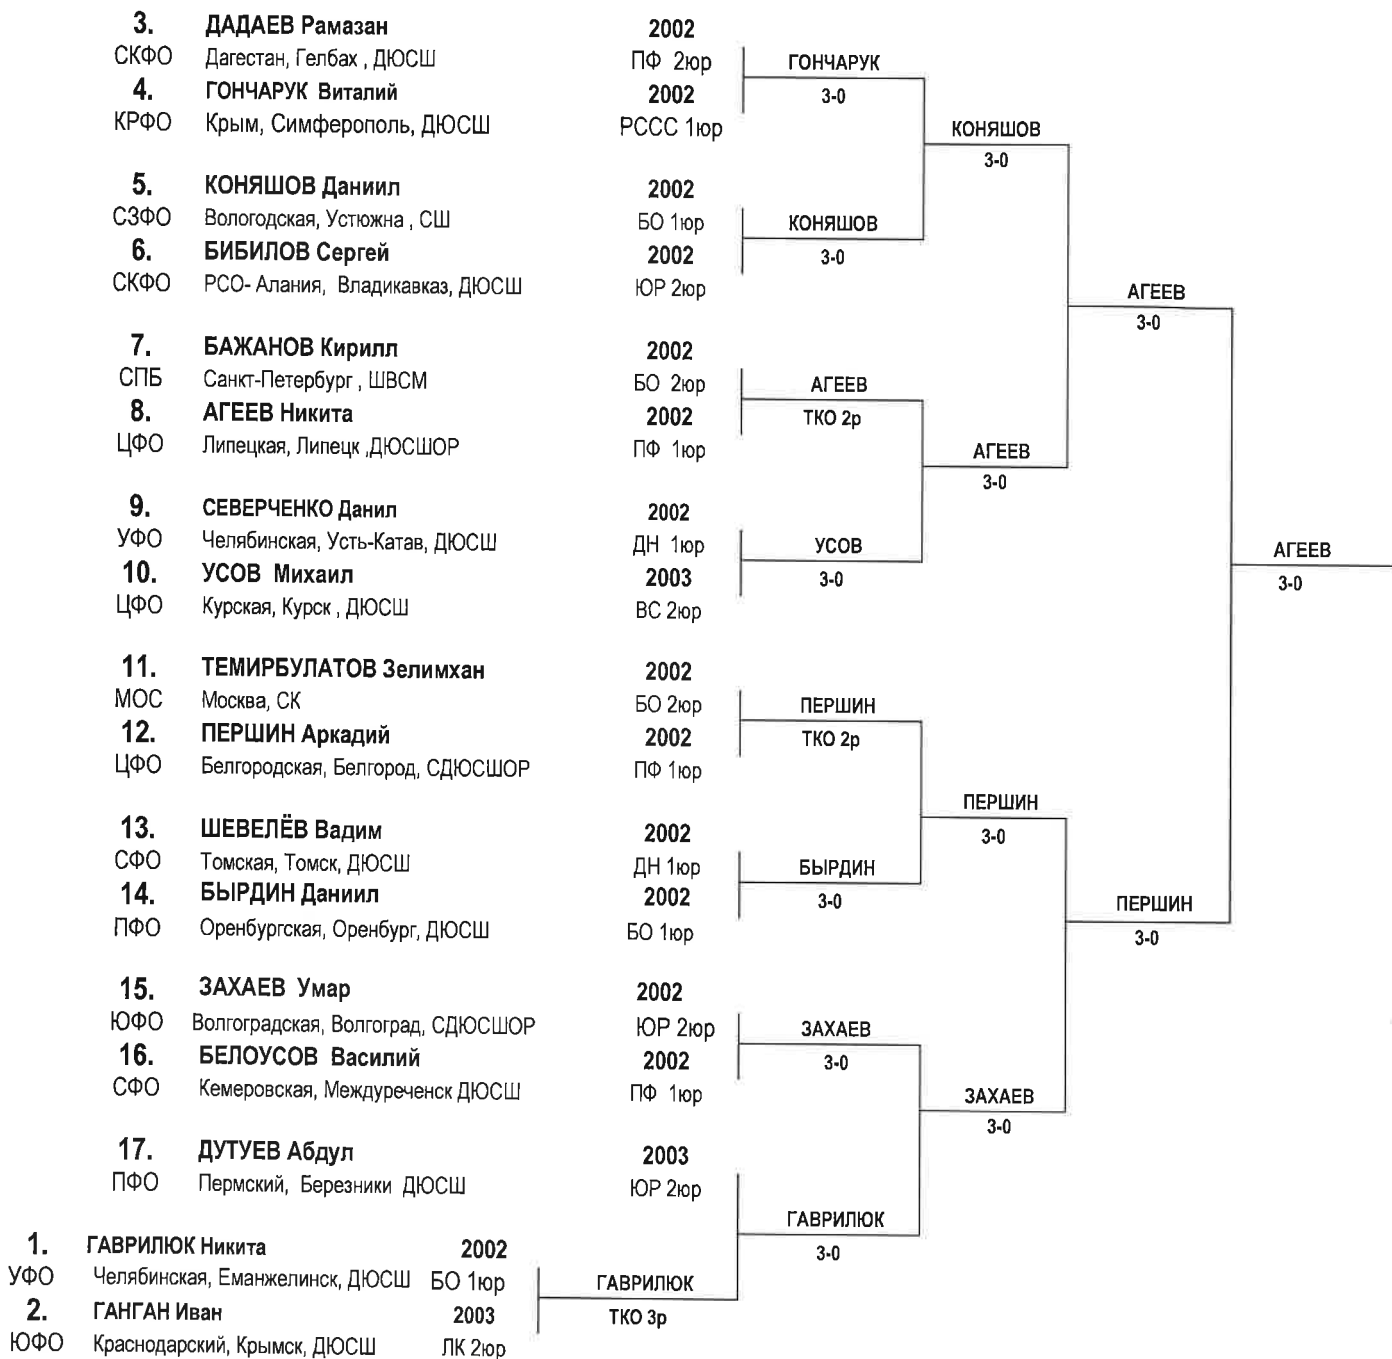 3. ДАДАЕВ Рамазан 2002
СКФО Дагестан, Гелбах , ДЮСШ ПФ 2юр
ГОНЧАРУК
4. ГОНЧАРУК Виталий 2002
3-0
КРФО Крым, Симферополь, ДЮСШ РССС 1юр
КОНЯШОВ
3-0
5. КОНЯШОВ Даниил 2002
СЗФО Вологодская, Устюжна , СШ БО 1юр
КОНЯШОВ
6. БИБИЛОВ Сергей 2002
3-0
СКФО РСО- Алания, Владикавказ, ДЮСШ ЮР 2юр
АГЕЕВ
3-0
7. БАЖАНОВ Кирилл 2002
СПБ Санкт-Петербург , ШВСМ БО 2юр
АГЕЕВ
8. АГЕЕВ Никита 2002
ТКО 2р
ЦФО Липецкая, Липецк ,ДЮСШОР ПФ 1юр
АГЕЕВ
3-0
9. СЕВЕРЧЕНКО Данил 2002
УФО Челябинская, Усть-Катав, ДЮСШ ДН 1юр
УСОВ
АГЕЕВ
10. УСОВ Михаил 2003
3-0
3-0
ЦФО Курская, Курск , ДЮСШ ВС 2юр
11. ТЕМИРБУЛАТОВ Зелимхан 2002
МОС Москва, СК БО 2юр
ПЕРШИН
12. ПЕРШИН Аркадий 2002
ТКО 2р
ЦФО Белгородская, Белгород, СДЮСШОР ПФ 1юр
ПЕРШИН
3-0
13. ШЕВЕЛЁВ Вадим 2002
СФО Томская, Томск, ДЮСШ ДН 1юр
БЫРДИН
14. БЫРДИН Даниил 2002
3-0
ПЕРШИН
ПФО Оренбургская, Оренбург, ДЮСШ БО 1юр
3-0
15. ЗАХАЕВ Умар 2002
ЮФО Волгоградская, Волгоград, СДЮСШОР ЮР 2юр
ЗАХАЕВ
16. БЕЛОУСОВ Василий 2002
3-0
СФО Кемеровская, Междуреченск ДЮСШ ПФ 1юр
ЗАХАЕВ
3-0
17. ДУТУЕВ Абдул 2003
ПФО Пермский, Березники ДЮСШ ЮР 2юр
ГАВРИЛЮК
3-0
1. ГАВРИЛЮК Никита 2002
УФО Челябинская, Еманжелинск, ДЮСШ БО 1юр
ГАВРИЛЮК
2. ГАНГАН Иван 2003
ТКО 3р
ЮФО Краснодарский, Крымск, ДЮСШ ЛК 2юр